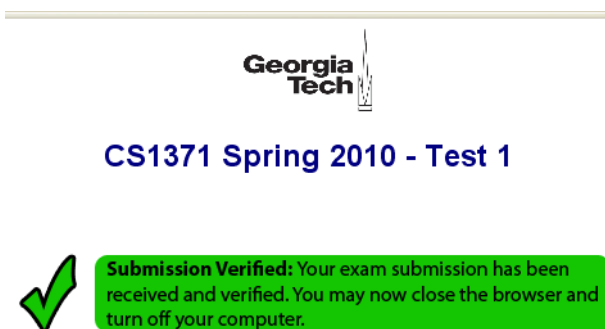 Georgia
Tech
CS1371 Spring 2010 - Test 1
Submission Verified: Your exam submission has been
received and verified. You may now close the browser and
turn off your computer.